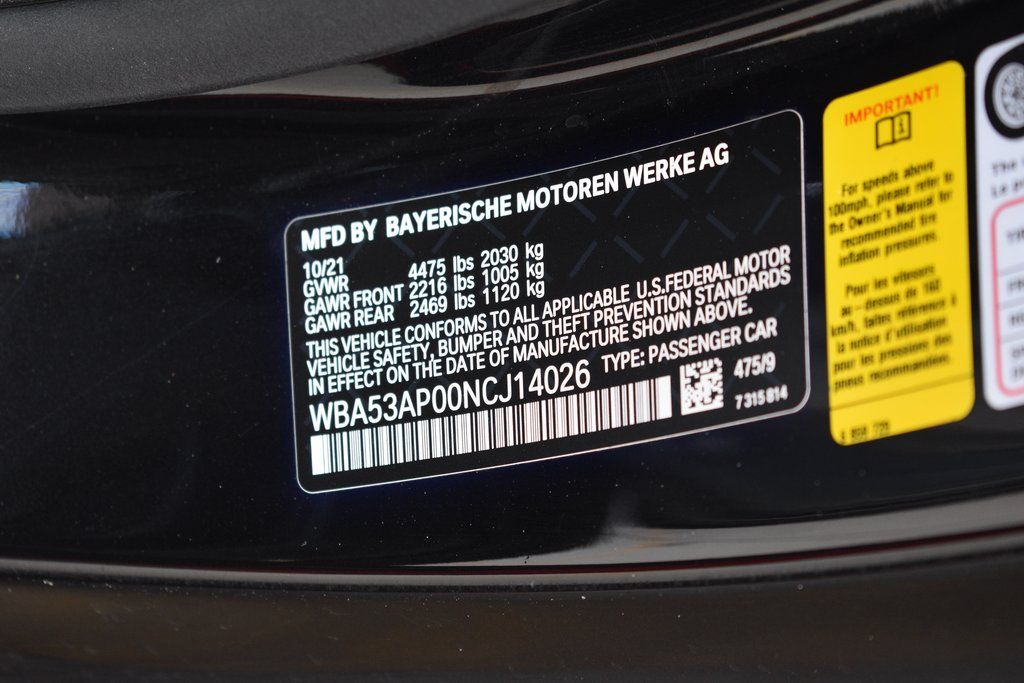 MFD BY BAYERISCHE MOTOREN WERKE AG
10/21
GVWR 4475 lbs 2030 kg
GAWR FRONT 2216 lbs 1005 kg
GAWR REAR 2469 lbs 1120 kg
THIS VEHICLE CONFORMS TO ALL APPLICABLE U.S.FEDERAL MOTOR
VEHICLE SAFETY, BUMPER AND THEFT PREVENTION STANDARDS
IN EFFECT ON THE DATE OF MANUFACTURE SHOWN ABOVE.
WBA53AP00NCJ14026 TYPE: PASSENGER CAR
475/9
7315814
IMPORTANT!
For speeds above
100mph, please refer to
the Owner's Manual for
recommended tire
inflation pressures.
Pour les vitesses
au-dessus de 160
km/h, faites référence à
la notice d'utilisation
pour les pressions des
pneus recommandées.